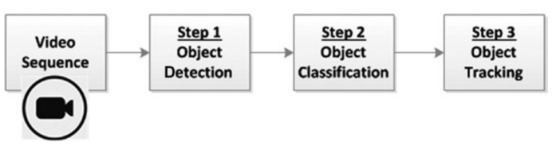 Video
Sequence
Step 1
Object
Detection
Step 2
Object
Classification
Step 3
Object
Tracking